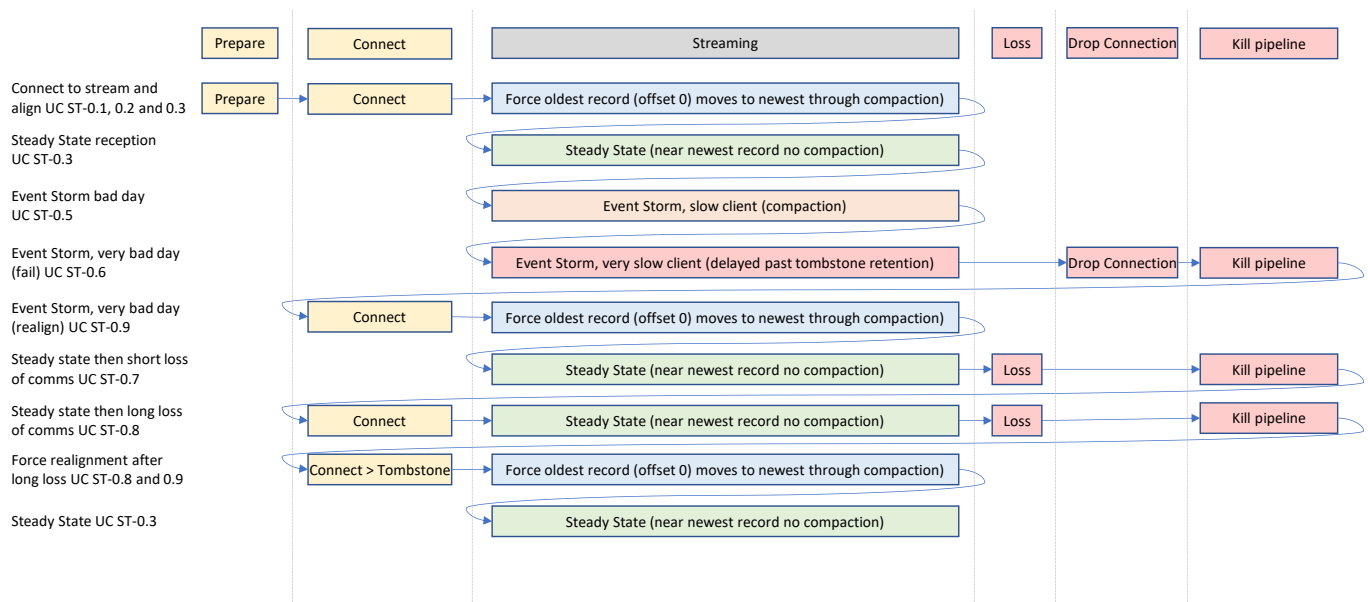 Prepare
Connect
Streaming
Loss
Drop Connection
Kill pipeline
Connect to stream and
align UC ST-0.1, 0.2 and 0.3
Prepare
Connect
Force oldest record (offset 0) moves to newest through compaction)
Steady State reception
UC ST-0.3
Steady State (near newest record no compaction)
Event Storm bad day
UC ST-0.5
Event Storm, slow client (compaction)
Event Storm, very bad day
(fail) UC ST-0.6
Event Storm, very slow client (delayed past tombstone retention)
Drop Connection
Kill pipeline
Event Storm, very bad day
(realign) UC ST-0.9
Connect
Force oldest record (offset 0) moves to newest through compaction)
Steady state then short loss
of comms UC ST-0.7
Steady State (near newest record no compaction)
Loss
Kill pipeline
Steady state then long loss
of comms UC ST-0.8
Connect
Steady State (near newest record no compaction)
Loss
Kill pipeline
Force realignment after
long loss UC ST-0.8 and 0.9
Connect > Tombstone
Force oldest record (offset 0) moves to newest through compaction)
Steady State UC ST-0.3
Steady State (near newest record no compaction)